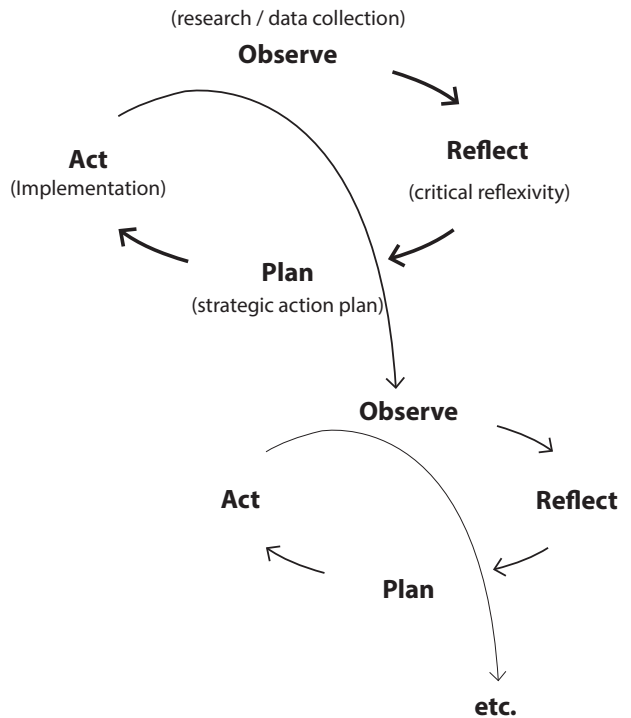 (research / data collection)
Observe
Reflect
(critical reflexivity)
Act
(Implementation)
Plan
(strategic action plan)
Observe
Reflect
Act
Plan
etc.